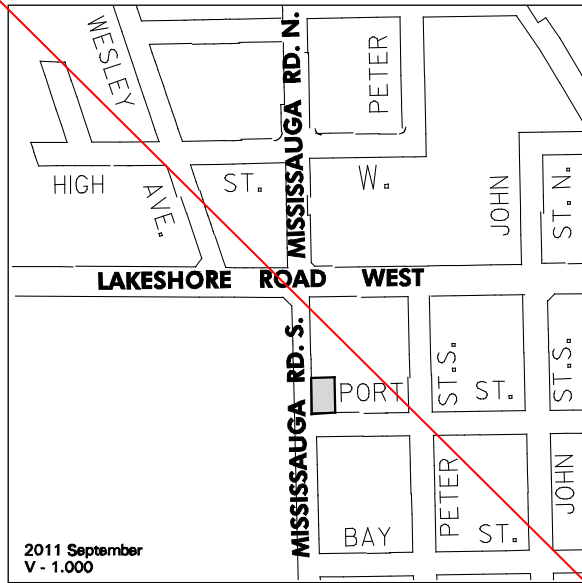 WESLEY
AVE.
MISSISSAUGA RD. N.
PETER
HIGH ST. W.
JOHN
ST. N.
LAKESHORE ROAD WEST
MISSISSAUGA RD. S.
PORT ST.
ST.S.
PETER
ST.S.
JOHN
BAY ST.
2011 September
V - 1.000